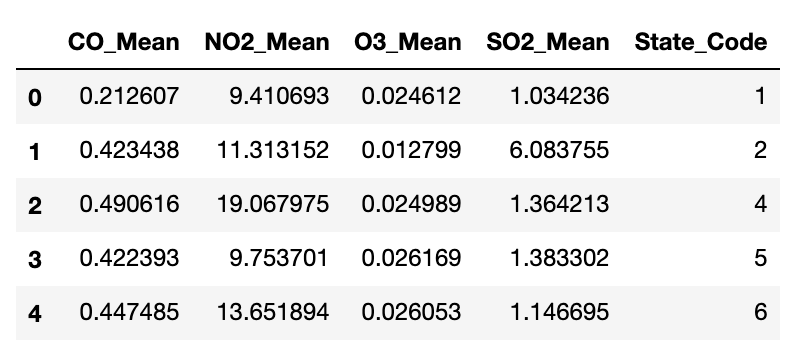 CO_Mean NO2_Mean O3_Mean SO2_Mean State_Code
0 0.212607 9.410693 0.024612 1.034236 1
1 0.423438 11.313152 0.012799 6.083755 2
2 0.490616 19.067975 0.024989 1.364213 4
3 0.422393 9.753701 0.026169 1.383302 5
4 0.447485 13.651894 0.026053 1.146695 6